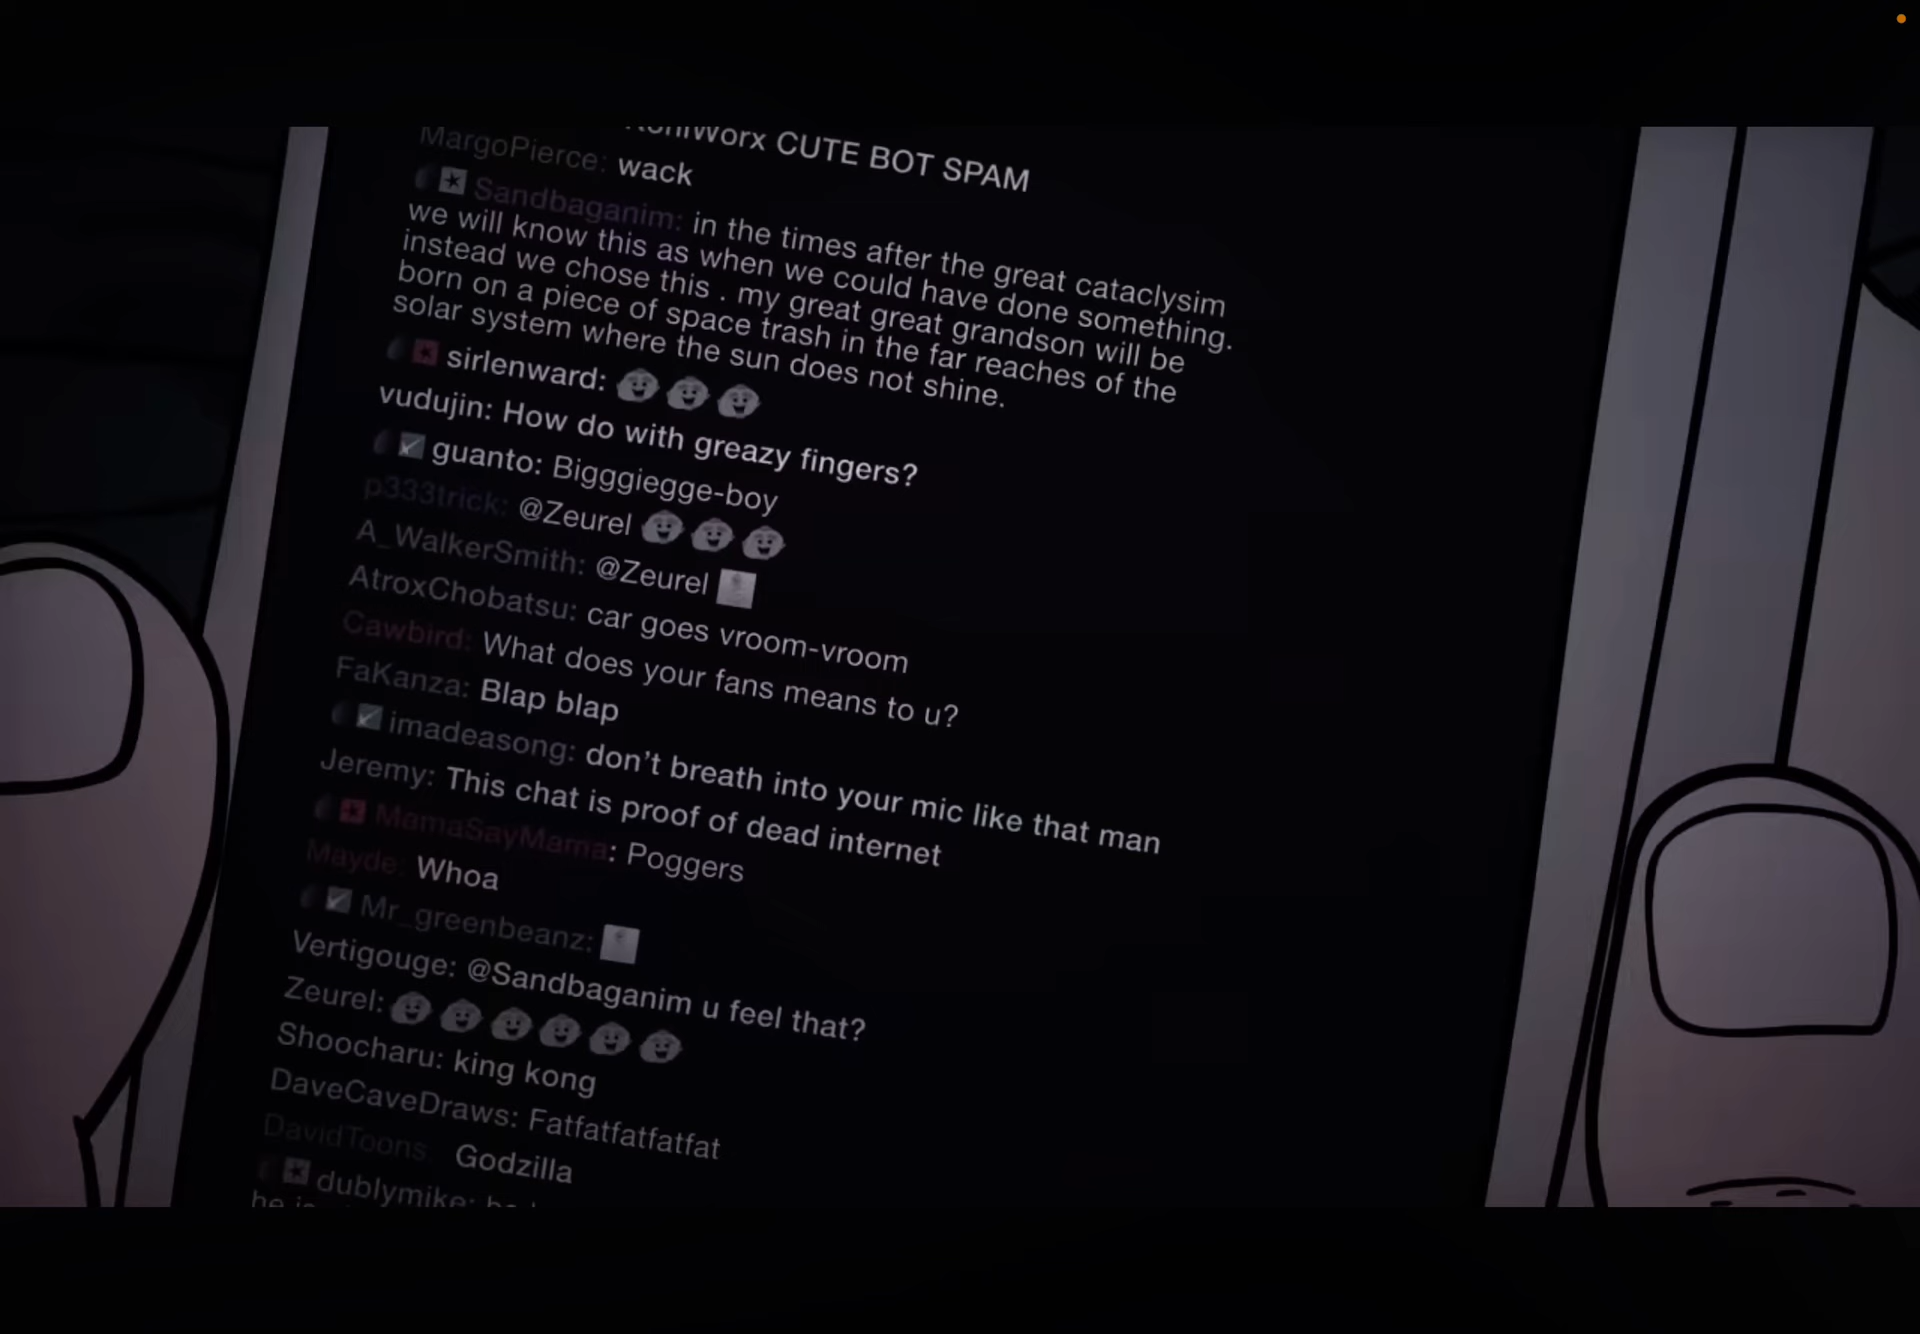 CUTE BOT SPAM
MargoPierce: wack
Sandbaganim: in the times after the great cataclysim
we will know this as when we could have done something.
instead we chose this . my great great grandson will be
born on a piece of space trash in the far reaches of the
solar system where the sun does not shine.
sirlenward:
vudujin: How do with greazy fingers?
guanto: Bigggiegge-boy
p333trick: @Zeurel
A_WalkerSmith: @Zeurel
AtroxChobatsu: car goes vroom-vroom
Cawbird: What does your fans means to u?
FaKanza: Blap blap
imadeasong: don't breath into your mic like that man
Jeremy: This chat is proof of dead internet
MamaSayMama: Poggers
Mayde: Whoa
Mr_greenbeanz:
Vertigouge: @Sandbaganim u feel that?
Zeurel:
Shoocharu: king kong
DaveCaveDraws: Fatfatfatfatfat
DavidToons: Godzilla
dublymike:
he is